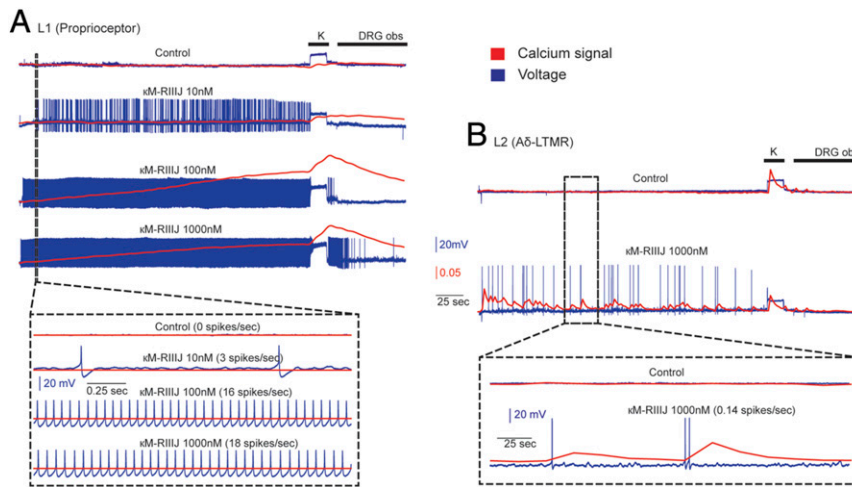 A
L1 (Proprioceptor)
K
DRG obs
Control
κM-RIIIJ 10nM
κM-RIIIJ 100nM
κM-RIIIJ 1000nM
Control (0 spikes/sec)
κM-RIIIJ 10nM (3 spikes/sec)
20 mV
0.25 sec
κM-RIIIJ 100nM (16 spikes/sec)
κM-RIIIJ 1000nM (18 spikes/sec)
Calcium signal
Voltage
B
L2 (Aδ-LTMR)
K
DRG ob
Control
20mV
0.05
25 sec
κM-RIIIJ 1000nM
Control
κM-RIIIJ 1000nM (0.14 spikes/sec)
20 mV
25 sec